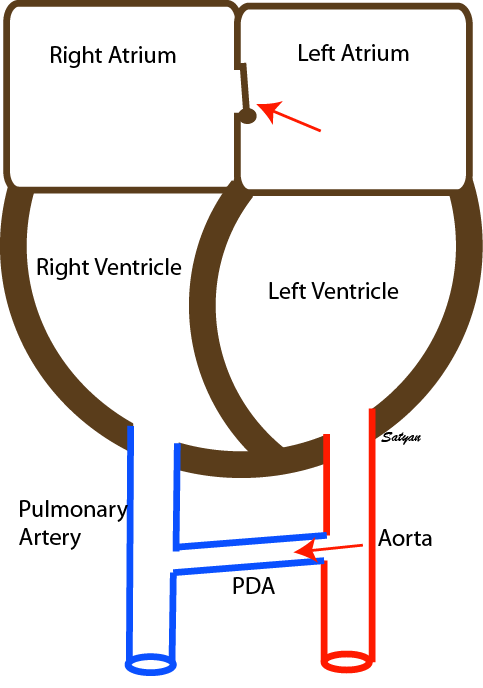 Right Atrium
Left Atrium
Right Ventricle
Left Ventricle
Satyan
Pulmonary
Artery
Aorta
PDA